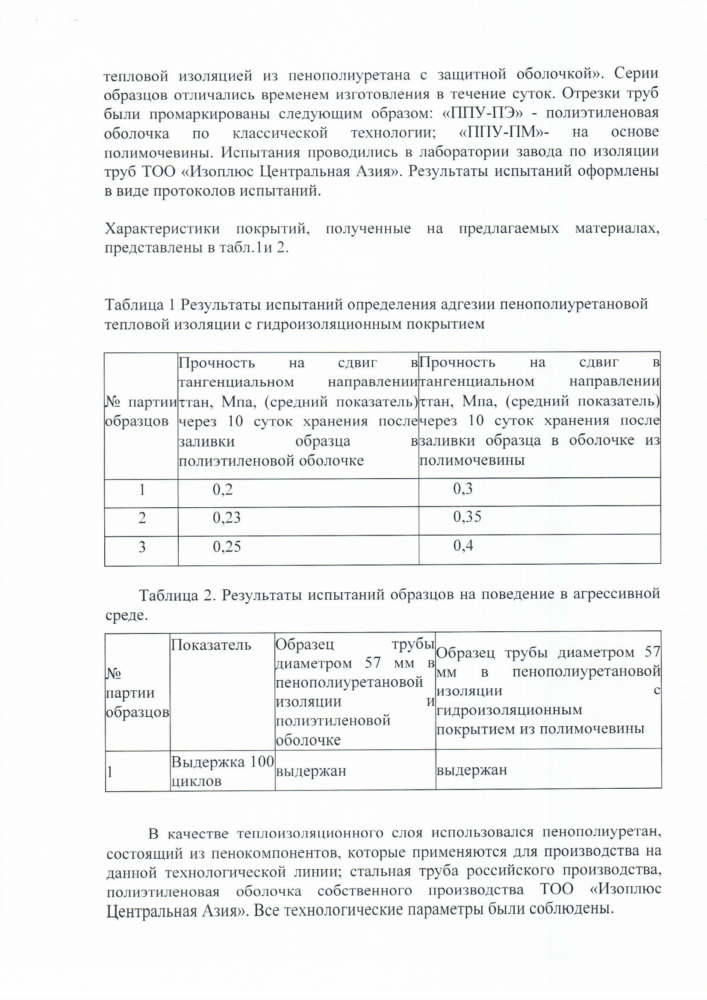 тепловой изоляцией из пенополиуретана с защитной оболочкой». Серии
образцов отличались временем изготовления в течение суток. Отрезки труб
были промаркированы следующим образом: «ППУ-ПЭ» - полиэтиленовая
оболочка по классической технологии; «ППУ-ПМ»- на основе
полимочевины. Испытания проводились в лаборатории завода по изоляции
труб ТОО «Изоплюс Центральная Азия». Результаты испытаний оформлены
в виде протоколов испытаний.
Характеристики покрытий, полученные на предлагаемых материалах,
представлены в табл.1и 2.
Таблица 1 Результаты испытаний определения адгезии пенополиуретановой
тепловой изоляции с гидроизоляционным покрытием
№ партии
образцов
Прочность на сдвиг в
тангенциальном направлении
τтан, Мпа, (средний показатель)
через 10 суток хранения после
заливки образца в
полиэтиленовой оболочке
Прочность на сдвиг в
тангенциальном направлении
τтан, Мпа, (средний показатель)
через 10 суток хранения после
заливки образца в оболочке из
полимочевины
1 0,2 0,3
2 0,23 0,35
3 0,25 0,4
Таблица 2. Результаты испытаний образцов на поведение в агрессивной
среде.
№
партии
образцов
Показатель
Образец трубы
диаметром 57 мм в
пенополиуретановой
изоляции и
полиэтиленовой
оболочке
Образец трубы диаметром 57
мм в пенополиуретановой
изоляции с
гидроизоляционным
покрытием из полимочевины
1
Выдержка 100
циклов
выдержан
выдержан
В качестве теплоизоляционного слоя использовался пенополиуретан,
состоящий из пенокомпонентов, которые применяются для производства на
данной технологической линии; стальная труба российского производства,
полиэтиленовая оболочка собственного производства ТОО «Изоплюс
Центральная Азия». Все технологические параметры были соблюдены.